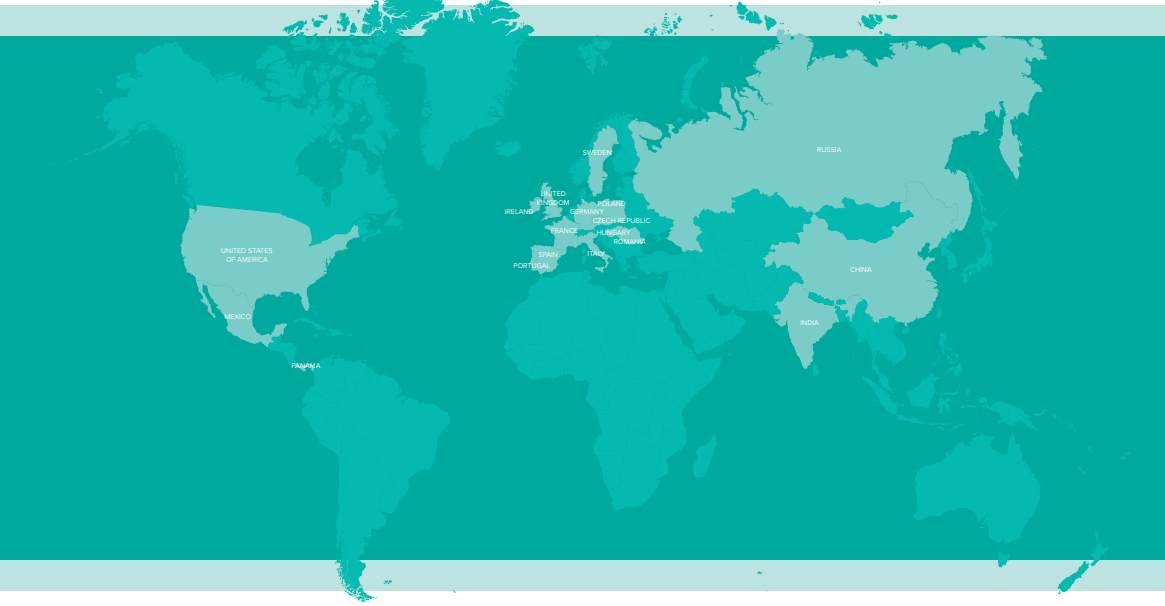 RUSSIA
SWEDEN
UNITED
KINGDOM
POLAND
IRELAND
GERMANY
CZECH REPUBLIC
FRANCE
HUNGARY
ROMANIA
UNITED STATES
OF AMERICA
SPAIN
ITALY
PORTUGAL
CHINA
MEXICO
INDIA
PANAMA